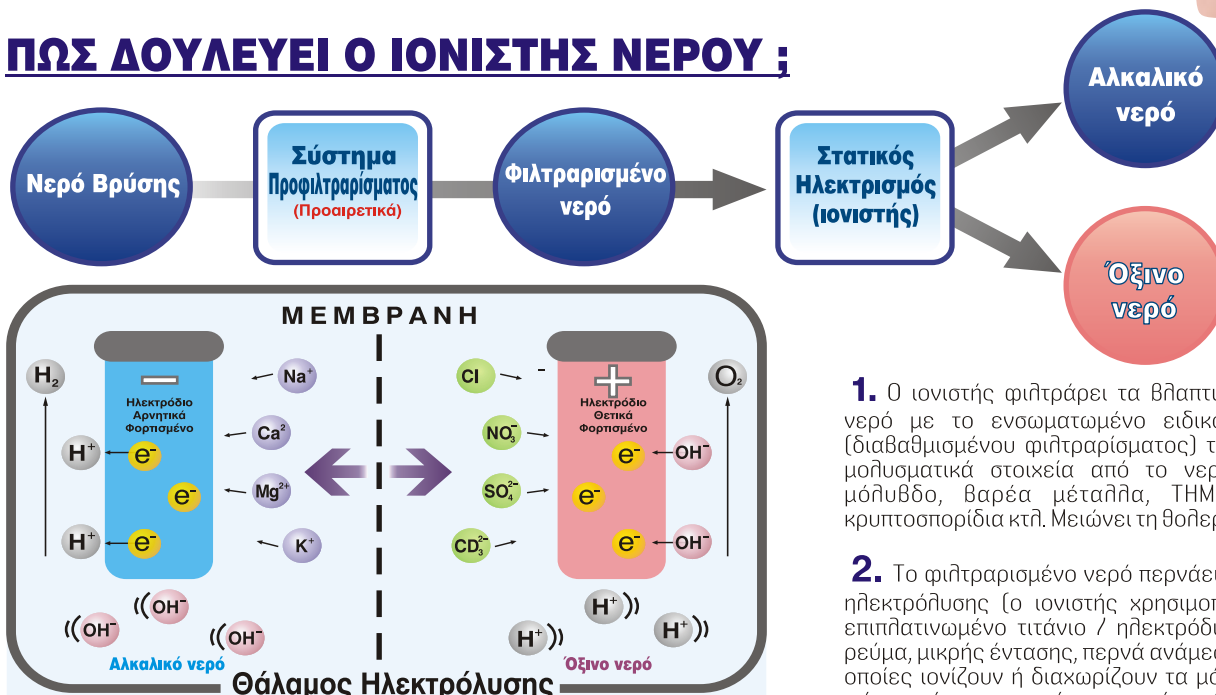 ΠΩΣ ΔΟΥΛΕΥΕΙ Ο ΙΟΝΙΣΤΗΣ ΝΕΡΟΥ ;
Νερό Βρύσης
Σύστημα
Προφιλτραρίσματος
(Προαιρετικά)
Φιλτραρισμένο
νερό
Στατικός
Ηλεκτρισμός
(ιονιστής)
Αλκαλικό
νερό
Όξινο
νερό
ΜΕΜΒΡΑΝΗ
H₂
Ηλεκτρόδιο
Αρνητικά
Φορτισμένο
H⁺ e⁻
e⁻
H⁺ e⁻
Na⁺
Ca²
Mg²⁺
K⁺
((OH⁻
((OH⁻
((OH⁻
Αλκαλικό νερό
Cl -
NO₃⁻
SO₄²⁻
CD₃²⁻
+
Ηλεκτρόδιο
Θετικά
Φορτισμένο
e⁻ OH⁻
e⁻
e⁻ OH⁻
O₂
H⁺))
H⁺))
H⁺))
Όξινο νερό
Θάλαμος Ηλεκτρόλυσης
1. Ο ιονιστής φιλτράρει τα βλαπτι
νερό με το ενσωματωμένο ειδικό
(διαβαθμισμένου φιλτραρίσματος) τ
μολυσματικά στοιχεία από το νερ
μόλυβδο, βαρέα μέταλλα, THM
κρυπτοσπορίδια κτλ. Μειώνει τη θολερ
2. Το φιλτραρισμένο νερό περνάει
ηλεκτρόλυσης (ο ιονιστής χρησιμοπ
επιπλατινωμένο τιτάνιο / ηλεκτρόδι
ρεύμα, μικρής έντασης, περνά ανάμεσ
οποίες ιονίζουν ή διαχωρίζουν τα μό